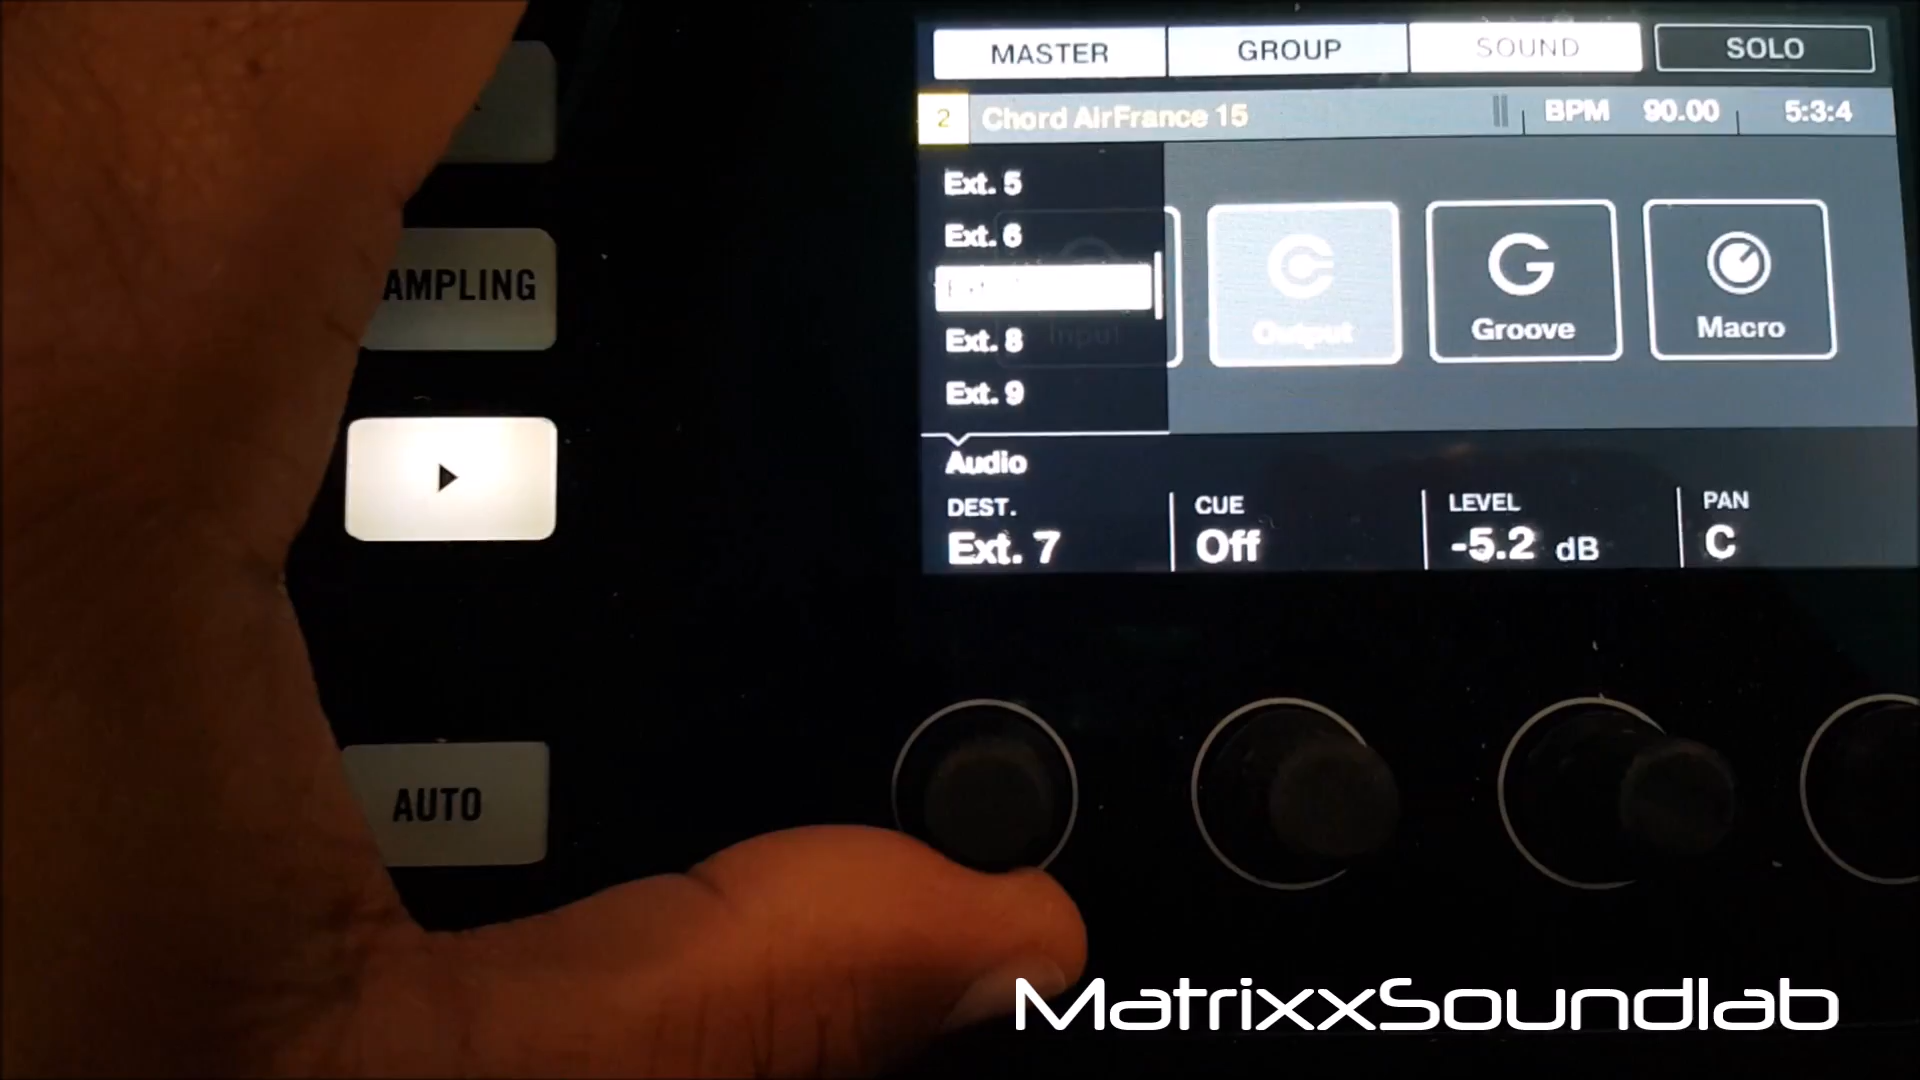 MASTER GROUP SOUND SOLO
2 Chord AirFrance 15 BPM 90.00 5:3:4
Ext. 5
Ext. 6
Ext. 8
Ext. 9
Input
Output
Groove
Macro
Audio
DEST. CUE LEVEL PAN
Ext. 7 Off -5.2 dB C
AMPLING
AUTO
MatrixxSoundlab